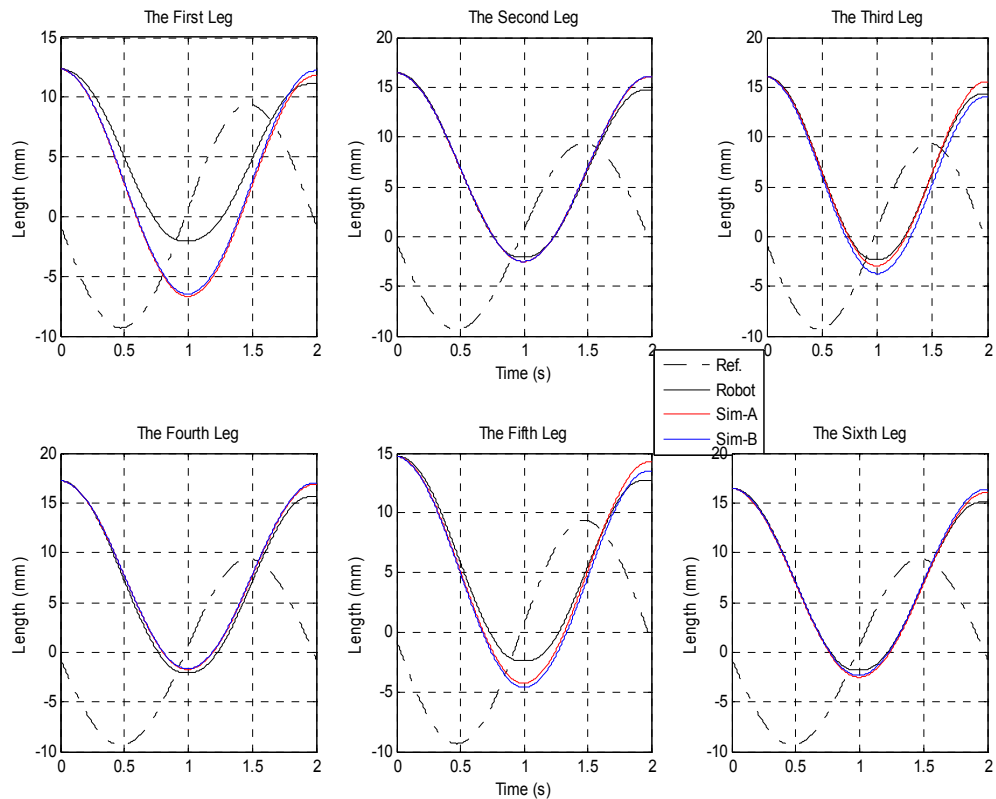 The First Leg
The Second Leg
The Third Leg
15
10
5
0
-5
-10
Length (mm)
0 0.5 1 1.5 2
20
15
10
5
0
-5
-10
Length (mm)
0 0.5 1 1.5 2
Time (s)
20
15
10
5
0
-5
-10
Length (mm)
0 0.5 1 1.5 2
Ref.
Robot
Sim-A
Sim-B
The Fourth Leg
The Fifth Leg
The Sixth Leg
20
15
10
5
0
-5
-10
Length (mm)
0 0.5 1 1.5 2
15
10
5
0
-5
-10
Length (mm)
0 0.5 1 1.5 2
Time (s)
20
15
10
5
0
-5
-10
Length (mm)
0 0.5 1 1.5 2